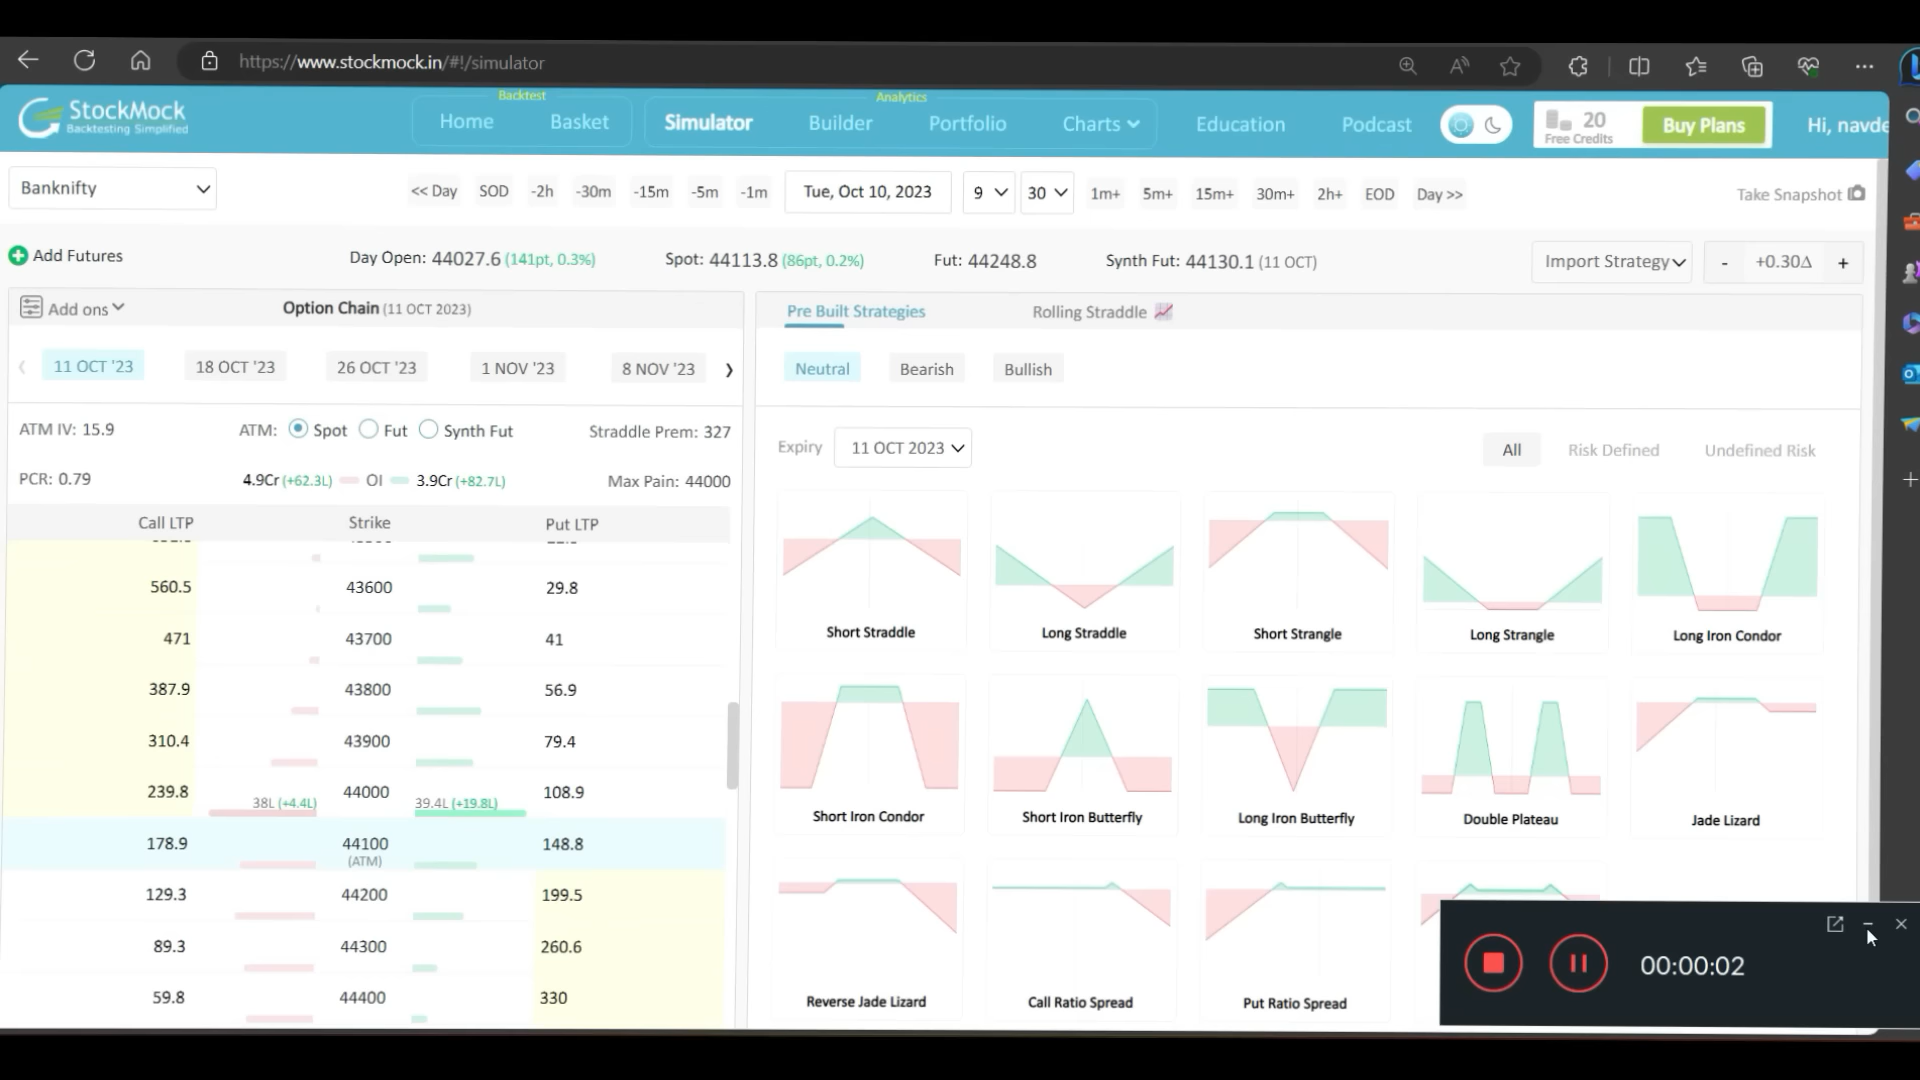 https://www.stockmock.in/#!/simulator
StockMock
Backtesting Simplified
Backtest
Home
Basket
Analytics
Simulator
Builder
Portfolio
Charts
Education
Podcast
20
Free Credits
Buy Plans
Hi, navde
Banknifty
<< Day
SOD
-2h
-30m
-15m
-5m
-1m
Tue, Oct 10, 2023
9
30
1m+
5m+
15m+
30m+
2h+
EOD
Day >>
Take Snapshot
Add Futures
Day Open: 44027.6 (141pt, 0.3%)
Spot: 44113.8 (86pt, 0.2%)
Fut: 44248.8
Synth Fut: 44130.1 (11 OCT)
Import Strategy
-
+0.30Δ
+
Add ons
Option Chain (11 OCT 2023)
11 OCT '23
18 OCT '23
26 OCT '23
1 NOV '23
8 NOV '23
ATM IV: 15.9
ATM: Spot Fut Synth Fut
Straddle Prem: 327
PCR: 0.79
4.9Cr (+62.3L) OI 3.9Cr (+82.7L)
Max Pain: 44000
Call LTP Strike Put LTP
560.5 43600 29.8
471 43700 41
387.9 43800 56.9
310.4 43900 79.4
239.8 38L (+4.4L) 44000 39.4L (+19.8L) 108.9
178.9 44100 148.8
(ATM)
129.3 44200 199.5
89.3 44300 260.6
59.8 44400 330
Pre Built Strategies
Rolling Straddle
Neutral
Bearish
Bullish
Expiry
11 OCT 2023
All
Risk Defined
Undefined Risk
Short Straddle
Long Straddle
Short Strangle
Long Strangle
Long Iron Condor
Short Iron Condor
Short Iron Butterfly
Long Iron Butterfly
Double Plateau
Jade Lizard
Reverse Jade Lizard
Call Ratio Spread
Put Ratio Spread
00:00:02